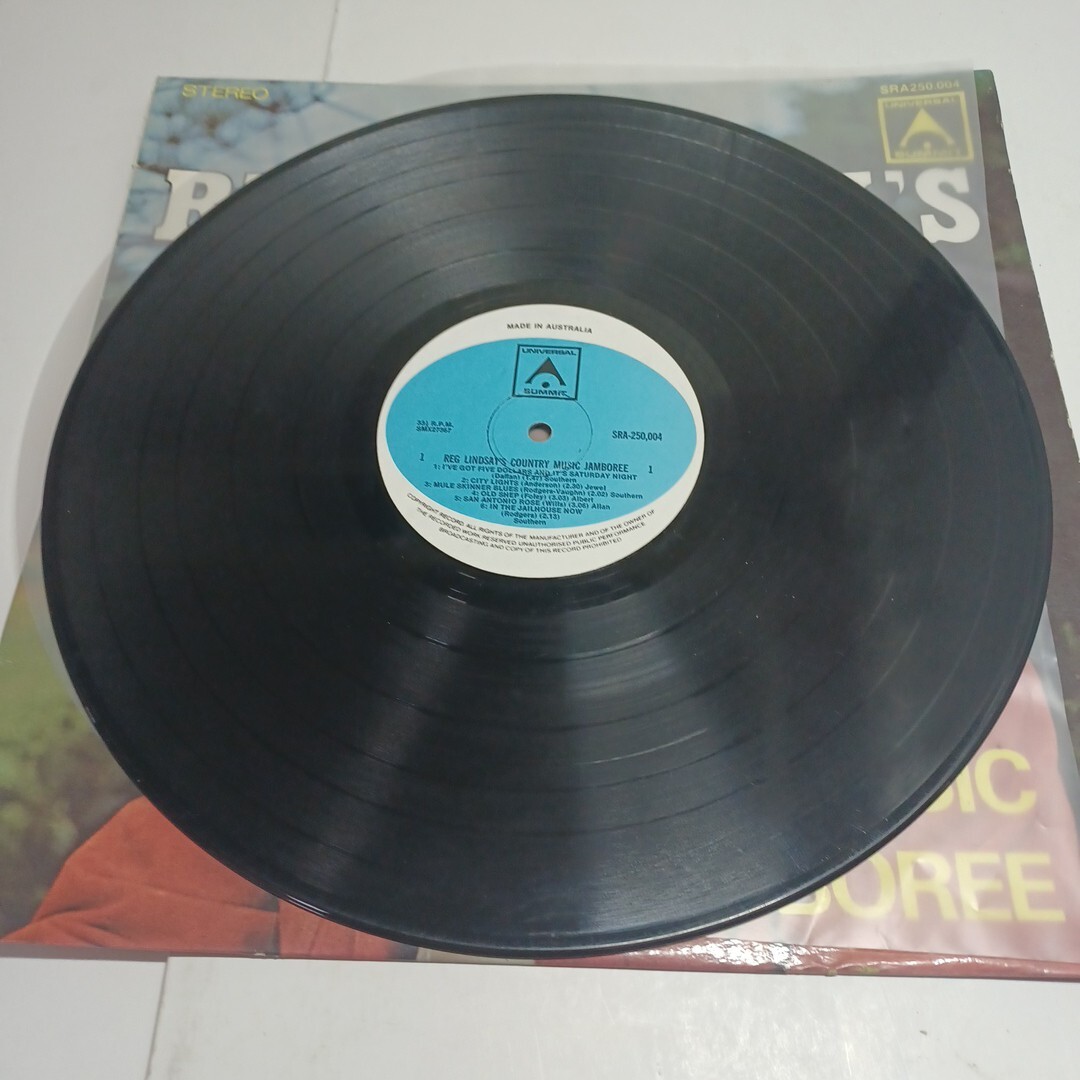 STEREO
SRA250.004
UNIVERSAL
SUMMIT
R 'S
MADE IN AUSTRALIA
UNIVERSAL
SUMMIT
33⅓ R.P.M.
SMX27367
SRA-250,004
1 REG LINDSAY'S COUNTRY MUSIC JAMBOREE 1
1: I'VE GOT FIVE DOLLARS AND IT'S SATURDAY NIGHT
(Daffan) (1.47) Southern
2: CITY LIGHTS (Anderson) (2.30) Jewel
3: MULE SKINNER BLUES (Rodgers-Vaughn) (2.02) Southern
4: OLD SHEP (Foley) (3.03) Albert
5: SAN ANTONIO ROSE (Wills) (3.06) Allan
6: IN THE JAILHOUSE NOW
(Rodgers) (2.13)
Southern
COPYRIGHT RECORD. ALL RIGHTS OF THE MANUFACTURER AND OF THE OWNER OF
THE RECORDED WORK RESERVED. UNAUTHORISED PUBLIC PERFORMANCE
(BROADCASTING) AND COPY OF THIS RECORD PROHIBITED
SIC
BOREE